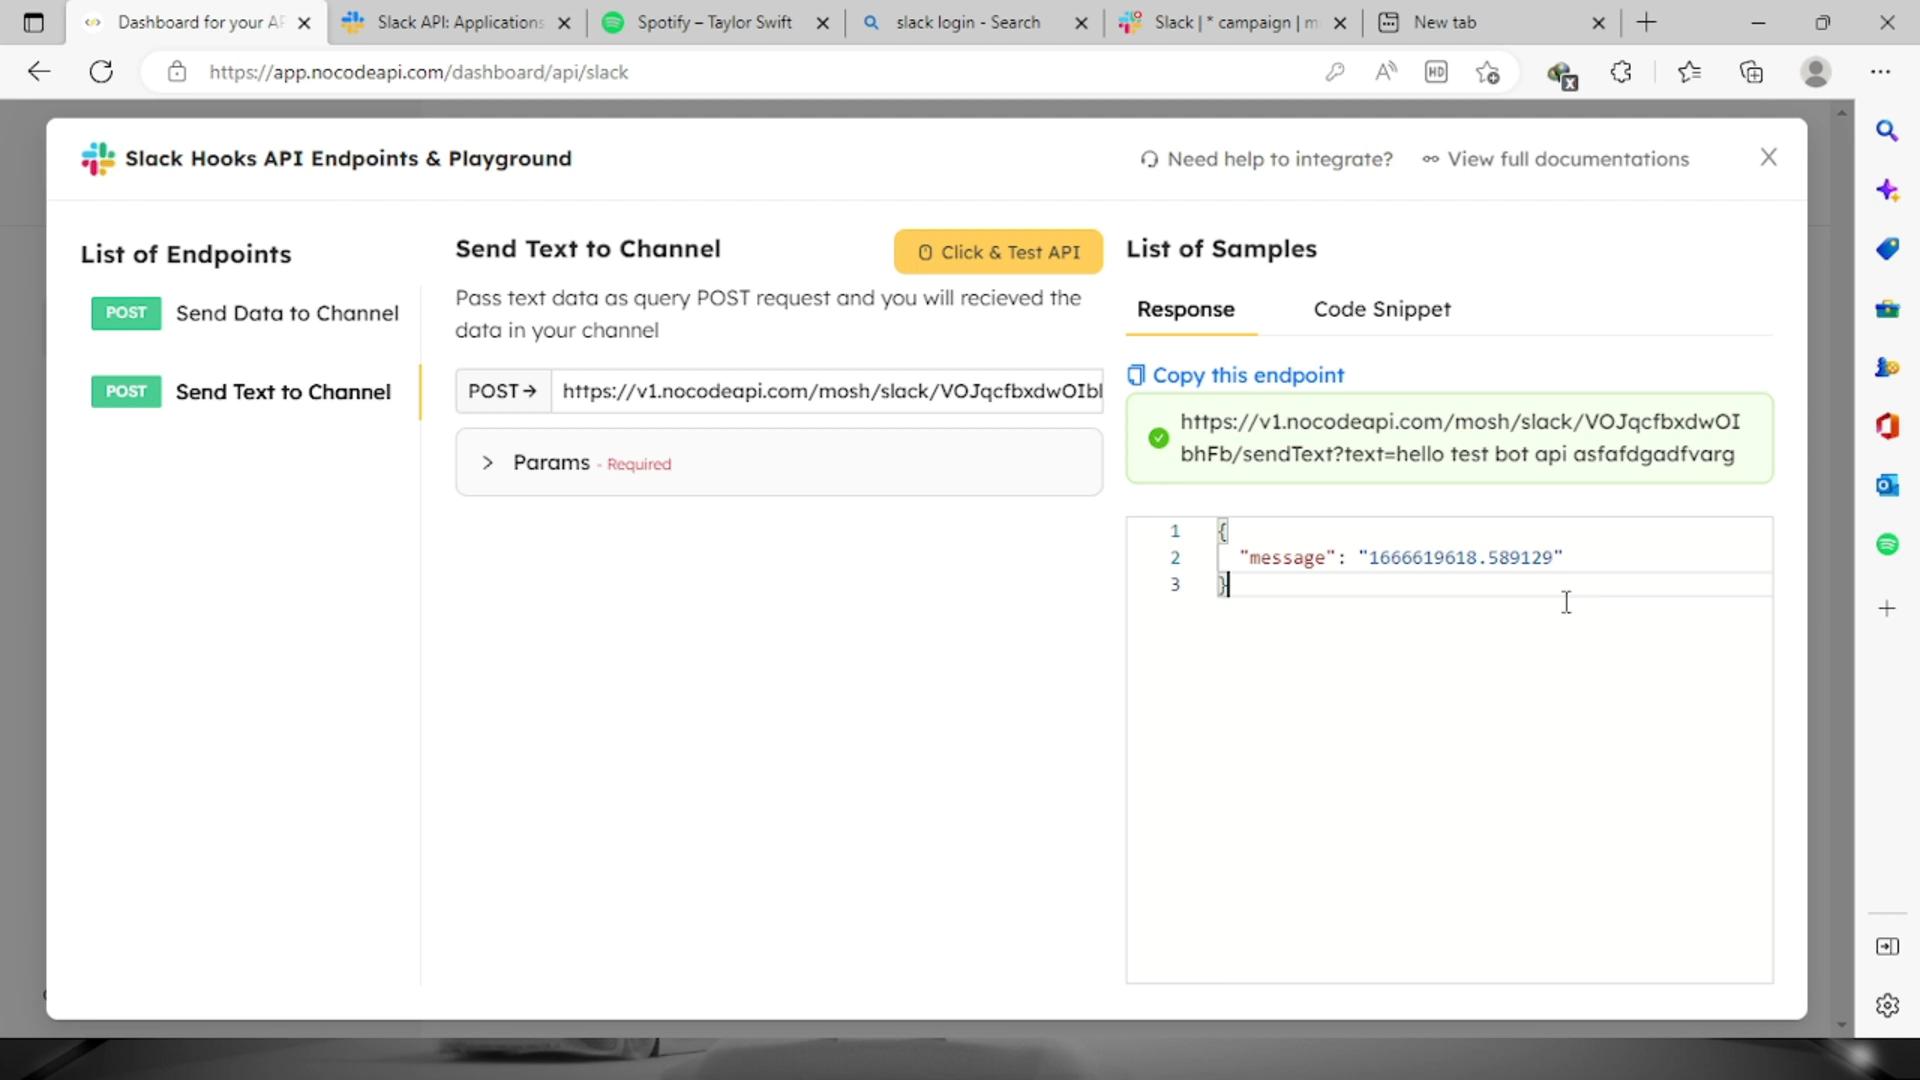 Dashboard for your AP
Slack API: Applications
Spotify – Taylor Swift
slack login - Search
Slack | * campaign | m
New tab
https://app.nocodeapi.com/dashboard/api/slack
HD
Slack Hooks API Endpoints & Playground
Need help to integrate?
View full documentations
List of Endpoints
POST Send Data to Channel
POST Send Text to Channel
Send Text to Channel
Click & Test API
Pass text data as query POST request and you will recieved the
data in your channel
POST→ https://v1.nocodeapi.com/mosh/slack/VOJqcfbxdwOIbl
Params - Required
List of Samples
Response Code Snippet
Copy this endpoint
https://v1.nocodeapi.com/mosh/slack/VOJqcfbxdwOI
bhFb/sendText?text=hello test bot api asfafdgadfvarg
1 {
2 "message": "1666619618.589129"
3 }